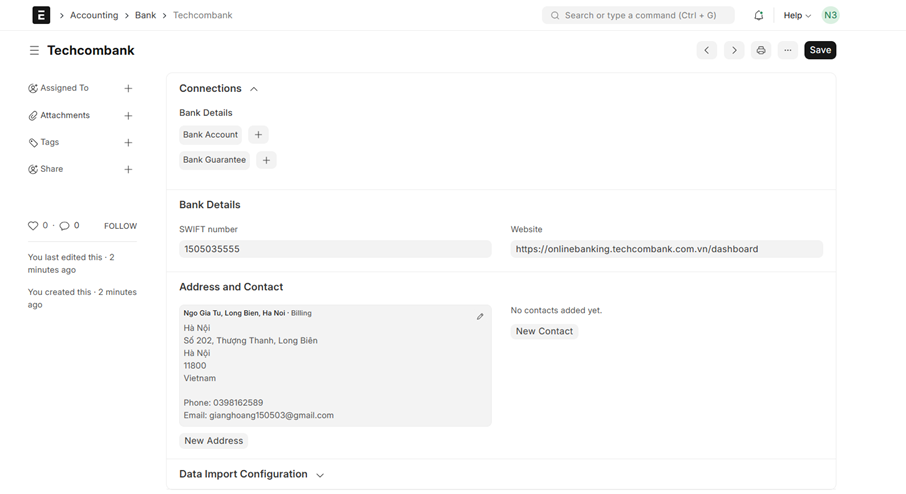 E Accounting Bank Techcombank Search or type a command (Ctrl + G) Help N3
Techcombank ... Save
Assigned To
Attachments
Tags
Share
0 · 0 FOLLOW
You last edited this · 2
minutes ago
You created this · 2 minutes
ago
Connections
Bank Details
Bank Account
Bank Guarantee
Bank Details
SWIFT number
1505035555
Website
https://onlinebanking.techcombank.com.vn/dashboard
Address and Contact
Ngo Gia Tu, Long Bien, Ha Noi · Billing
Hà Nội
Số 202, Thượng Thanh, Long Biên
Hà Nội
11800
Vietnam
Phone: 0398162589
Email: gianghoang150503@gmail.com
New Address
No contacts added yet.
New Contact
Data Import Configuration